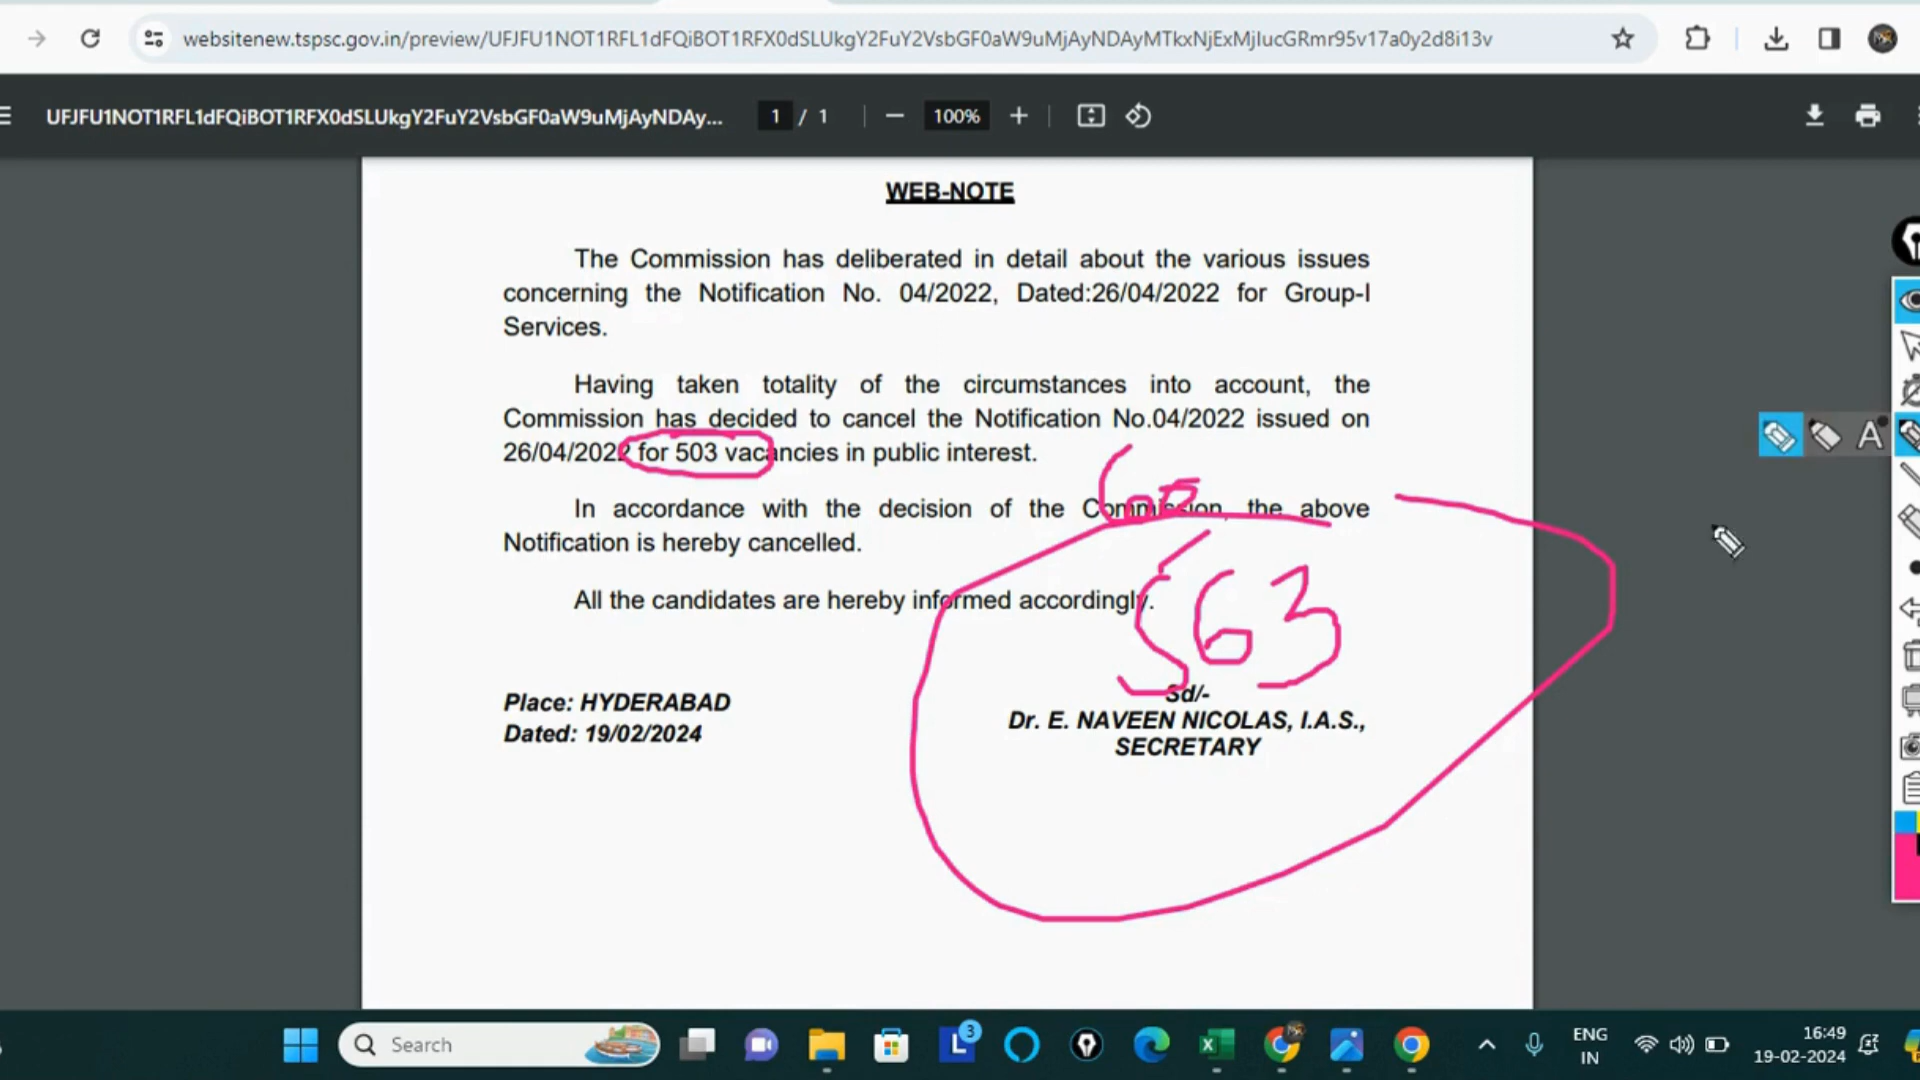 websitenew.tspsc.gov.in/preview/UFJFU1NOT1RFL1dFQiBOT1RFX0dSLUkgY2FuY2VsbGF0aW9uMjAyNDAyMTkxNjExMjIucGRmr95v17a0y2d8i13v
UFJFU1NOT1RFL1dFQiBOT1RFX0dSLUkgY2FuY2VsbGF0aW9uMjAyNDAy... 1 / 1 100%
WEB-NOTE
The Commission has deliberated in detail about the various issues
concerning the Notification No. 04/2022, Dated:26/04/2022 for Group-I
Services.
Having taken totality of the circumstances into account, the
Commission has decided to cancel the Notification No.04/2022 issued on
26/04/2022 for 503 vacancies in public interest.
60
In accordance with the decision of the Commission, the above
Notification is hereby cancelled.
All the candidates are hereby informed accordingly.
563
Sd/-
Place: HYDERABAD
Dr. E. NAVEEN NICOLAS, I.A.S.,
Dated: 19/02/2024
SECRETARY
A
Search
3
L
X
ENG
IN
16:49
19-02-2024